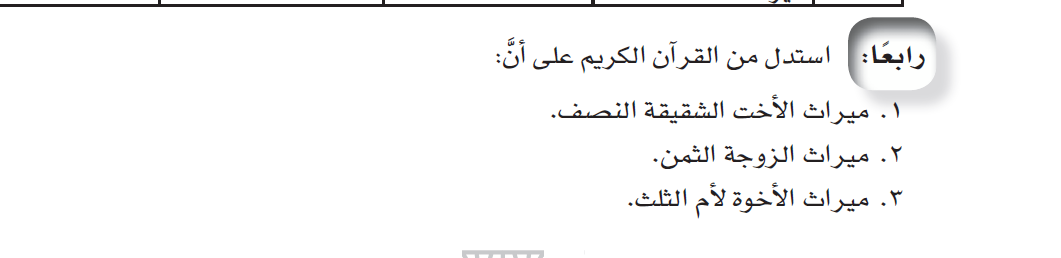 رابعًا: استدل من القرآن الكريم على أنَّ:
١. ميراث الأخت الشقيقة النصف.
٢. ميراث الزوجة الثمن.
٣. ميراث الأخوة لأم الثلث.